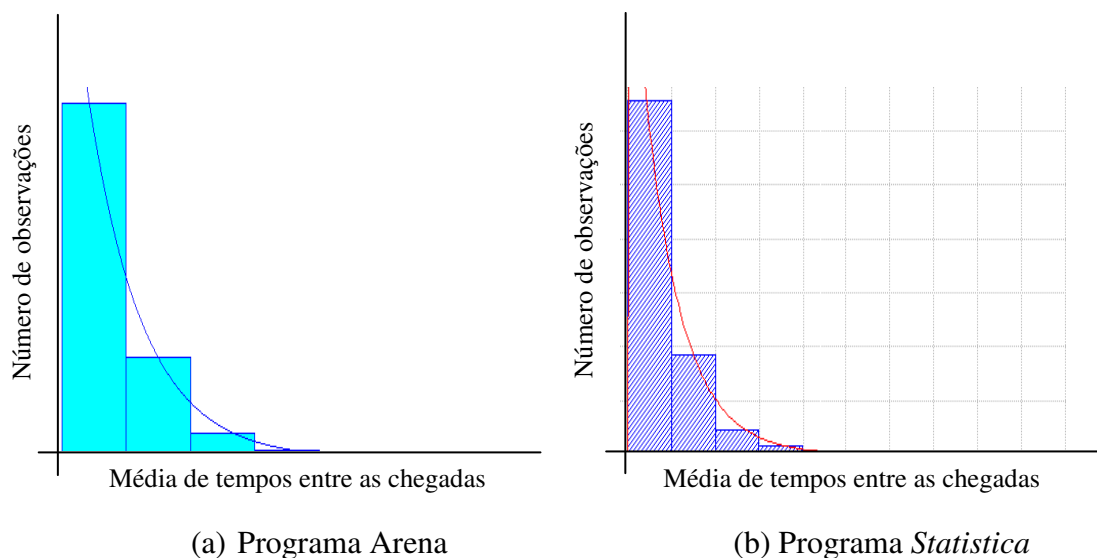 Número de observações
Média de tempos entre as chegadas
(a) Programa Arena
Número de observações
Média de tempos entre as chegadas
(b) Programa Statistica